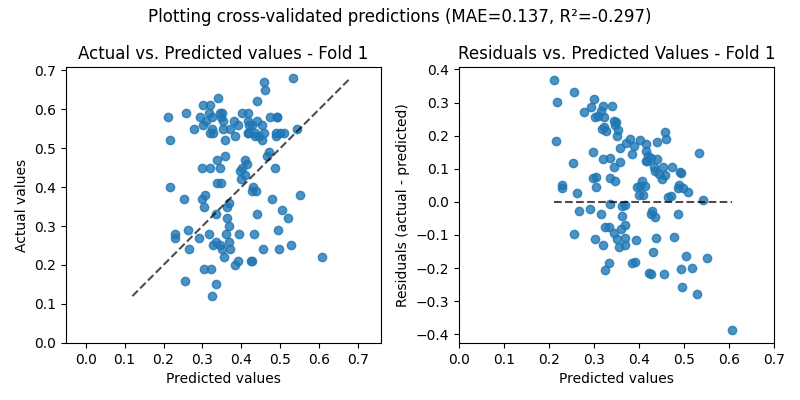 Plotting cross-validated predictions (MAE=0.137, R²=-0.297)
Actual vs. Predicted values - Fold 1
0.7
0.6
0.5
0.4
0.3
0.2
0.1
0.0
Actual values
0.0 0.1 0.2 0.3 0.4 0.5 0.6 0.7
Predicted values
Residuals vs. Predicted Values - Fold 1
0.4
0.3
0.2
0.1
0.0
−0.1
−0.2
−0.3
−0.4
Residuals (actual - predicted)
0.0 0.1 0.2 0.3 0.4 0.5 0.6 0.7
Predicted values